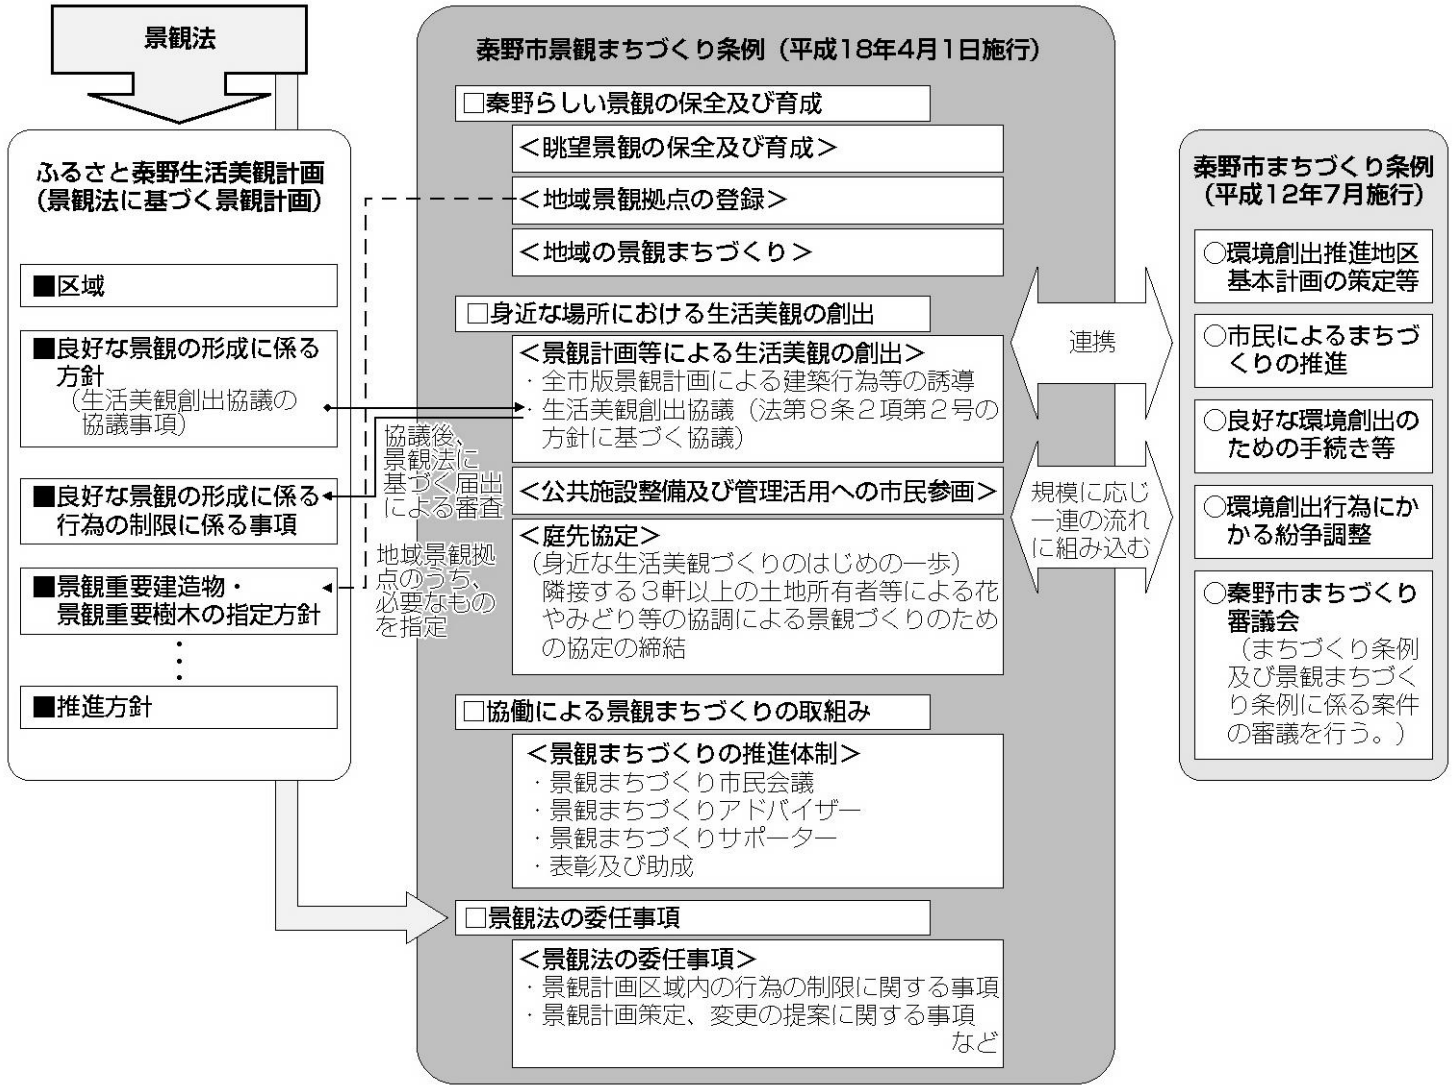 景観法
ふるさと秦野生活美観計画
(景観法に基づく景観計画)
■区域
■良好な景観の形成に係る
方針
(生活美観創出協議の
協議事項)
■良好な景観の形成に係る
行為の制限に係る事項
■景観重要建造物・
景観重要樹木の指定方針
■推進方針
協議後、
景観法に
基づく届出
による審査
地域景観拠
点のうち、
必要なもの
を指定
秦野市景観まちづくり条例（平成18年4月1日施行）
□秦野らしい景観の保全及び育成
＜眺望景観の保全及び育成＞
＜地域景観拠点の登録＞
＜地域の景観まちづくり＞
□身近な場所における生活美観の創出
＜景観計画等による生活美観の創出＞
・全市版景観計画による建築行為等の誘導
・生活美観創出協議（法第８条２項第２号の
方針に基づく協議）
＜公共施設整備及び管理活用への市民参画＞
＜庭先協定＞
（身近な生活美観づくりのはじめの一歩）
隣接する３軒以上の土地所有者等による花
やみどり等の協調による景観づくりのため
の協定の締結
□協働による景観まちづくりの取組み
＜景観まちづくりの推進体制＞
・景観まちづくり市民会議
・景観まちづくりアドバイザー
・景観まちづくりサポーター
・表彰及び助成
□景観法の委任事項
＜景観法の委任事項＞
・景観計画区域内の行為の制限に関する事項
・景観計画策定、変更の提案に関する事項
など
連携
規模に応じ
一連の流れ
に組み込む
秦野市まちづくり条例
(平成12年7月施行)
○環境創出推進地区
基本計画の策定等
○市民によるまちづ
くりの推進
○良好な環境創出の
ための手続き等
○環境創出行為にか
かる紛争調整
○秦野市まちづくり
審議会
（まちづくり条例
及び景観まちづく
り条例に係る案件
の審議を行う。）